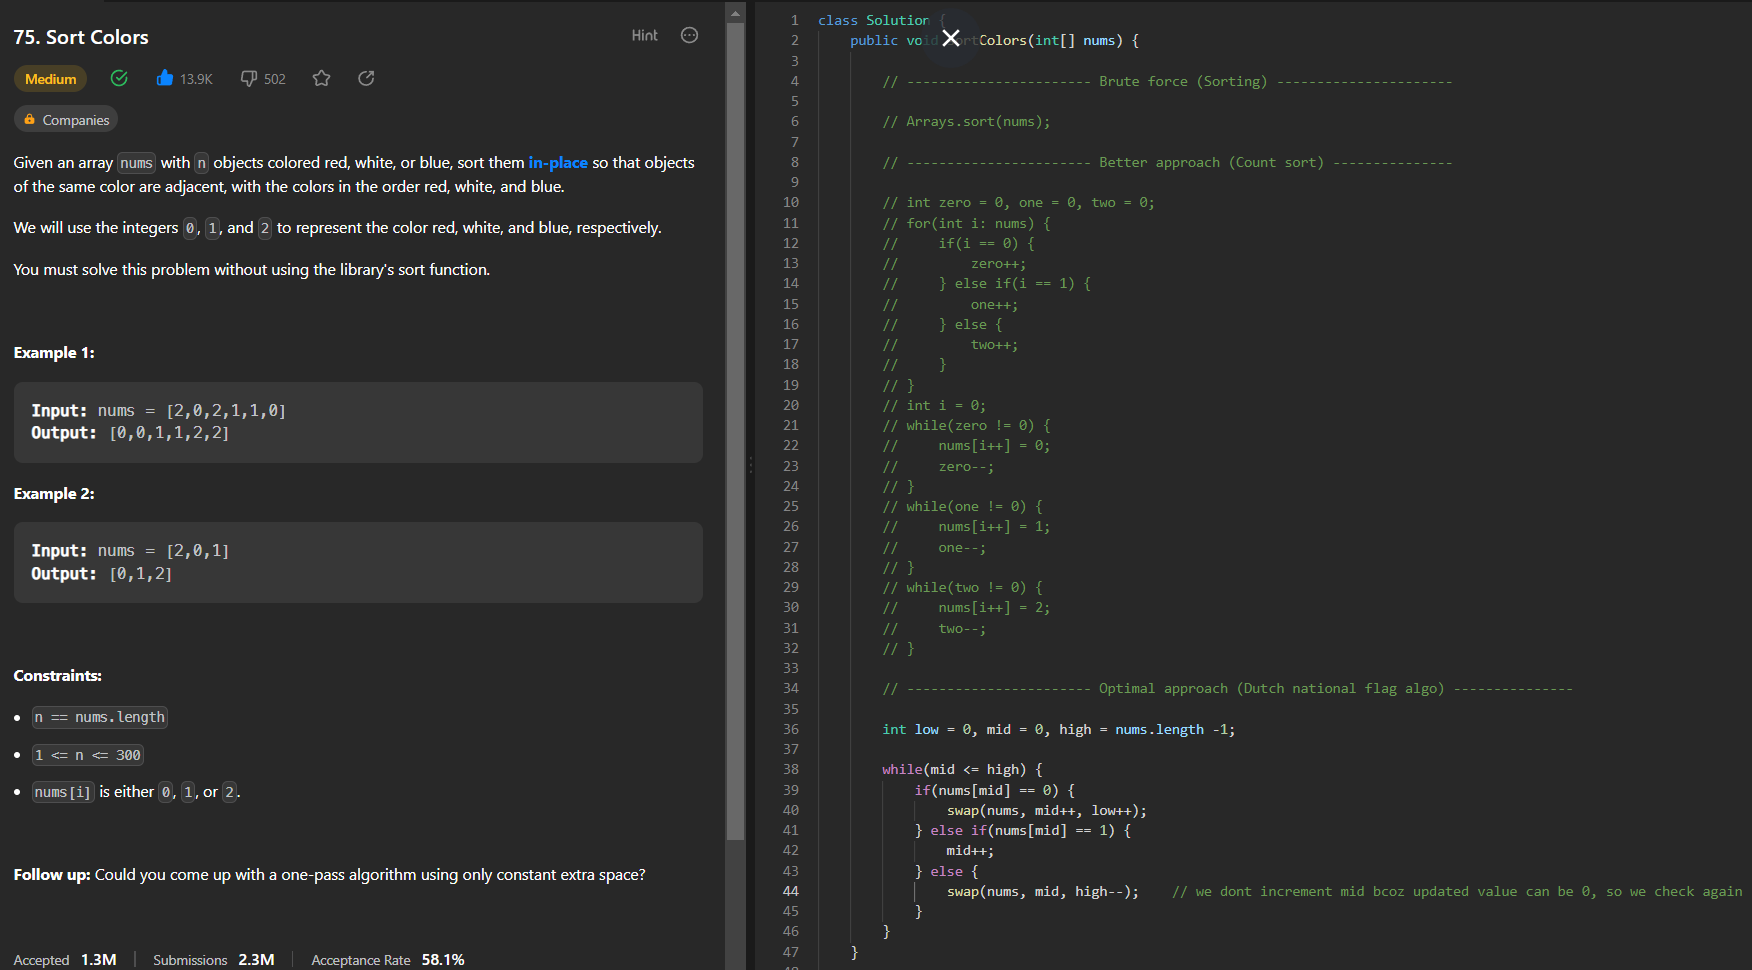 75. Sort Colors
Hint
Medium
13.9K
502
Companies
Given an array nums with n objects colored red, white, or blue, sort them in-place so that objects
of the same color are adjacent, with the colors in the order red, white, and blue.
We will use the integers 0, 1, and 2 to represent the color red, white, and blue, respectively.
You must solve this problem without using the library's sort function.
Example 1:
Input: nums = [2,0,2,1,1,0]
Output: [0,0,1,1,2,2]
Example 2:
Input: nums = [2,0,1]
Output: [0,1,2]
Constraints:
• n == nums.length
• 1 <= n <= 300
• nums[i] is either 0, 1, or 2.
Follow up: Could you come up with a one-pass algorithm using only constant extra space?
Accepted 1.3M | Submissions 2.3M | Acceptance Rate 58.1%
1 class Solution {
2 public void sortColors(int[] nums) {
3
4 // ----------------------- Brute force (Sorting) ----------------------
5
6 // Arrays.sort(nums);
7
8 // ----------------------- Better approach (Count sort) ---------------
9
10 // int zero = 0, one = 0, two = 0;
11 // for(int i: nums) {
12 //     if(i == 0) {
13 //         zero++;
14 //     } else if(i == 1) {
15 //         one++;
16 //     } else {
17 //         two++;
18 //     }
19 // }
20 // int i = 0;
21 // while(zero != 0) {
22 //     nums[i++] = 0;
23 //     zero--;
24 // }
25 // while(one != 0) {
26 //     nums[i++] = 1;
27 //     one--;
28 // }
29 // while(two != 0) {
30 //     nums[i++] = 2;
31 //     two--;
32 // }
33
34 // ----------------------- Optimal approach (Dutch national flag algo) ---------------
35
36 int low = 0, mid = 0, high = nums.length -1;
37
38 while(mid <= high) {
39 if(nums[mid] == 0) {
40 swap(nums, mid++, low++);
41 } else if(nums[mid] == 1) {
42 mid++;
43 } else {
44 swap(nums, mid, high--);    // we dont increment mid bcoz updated value can be 0, so we check again
45 }
46 }
47 }